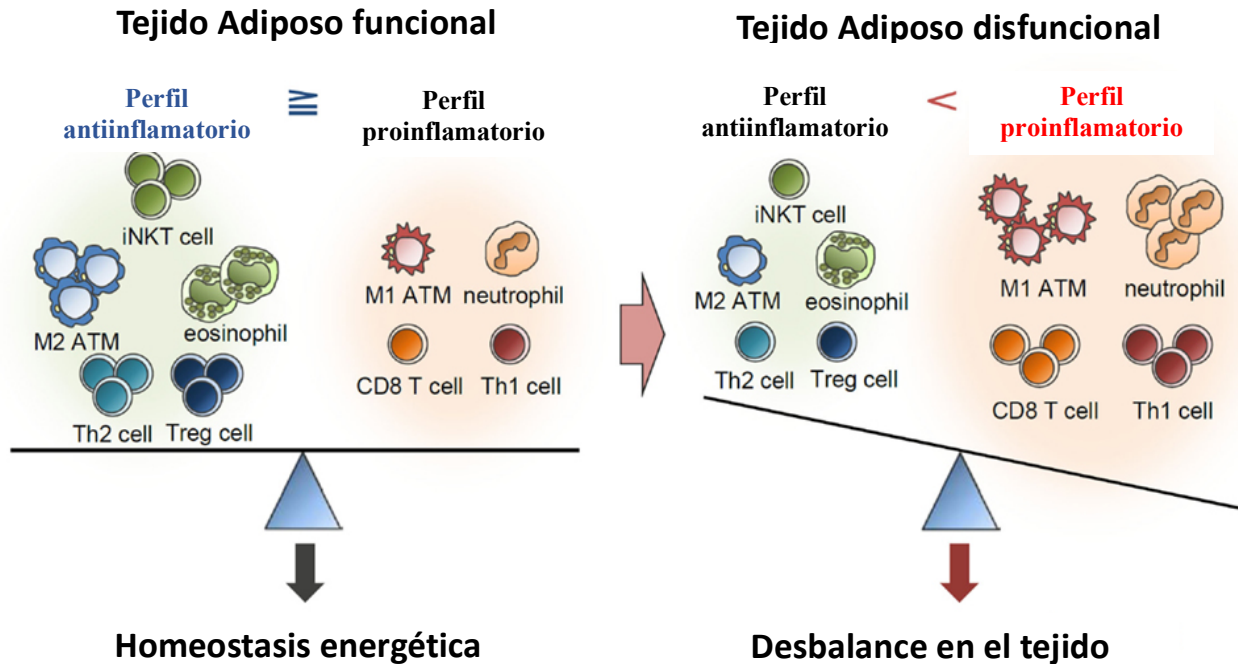 Tejido Adiposo funcional
Perfil
antiinflamatorio
≧
Perfil
proinflamatorio
iNKT cell
M2 ATM
eosinophil
Th2 cell
Treg cell
M1 ATM
neutrophil
CD8 T cell
Th1 cell
Homeostasis energética
Tejido Adiposo disfuncional
Perfil
antiinflamatorio
<
Perfil
proinflamatorio
iNKT cell
M2 ATM
eosinophil
Th2 cell
Treg cell
M1 ATM
neutrophil
CD8 T cell
Th1 cell
Desbalance en el tejido